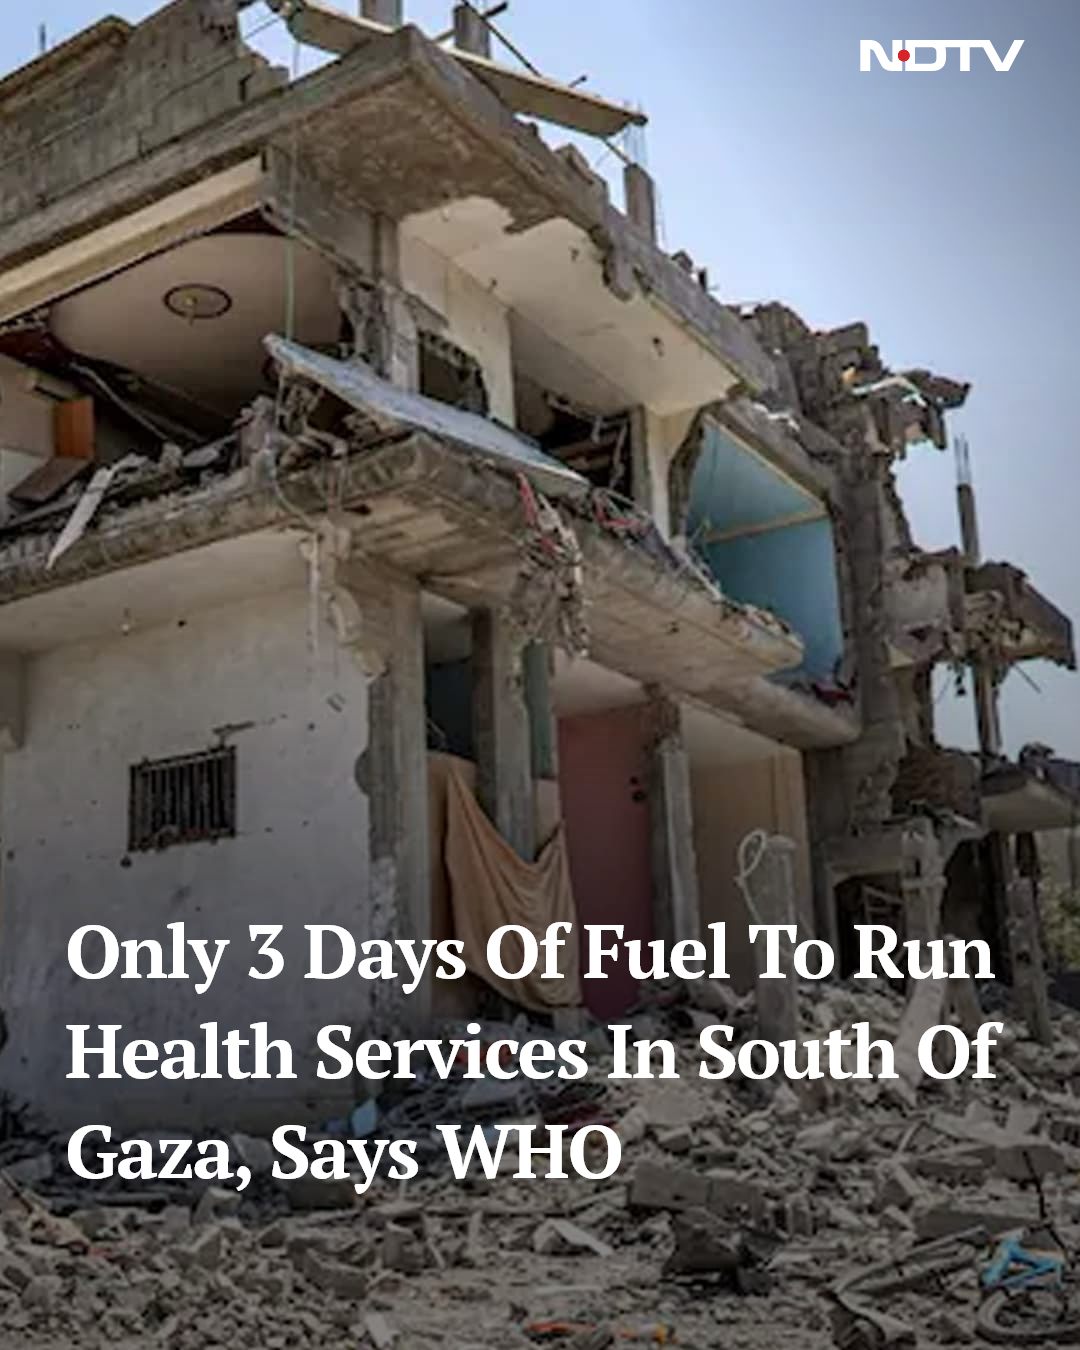 NDTV
Only 3 Days Of Fuel To Run
Health Services In South Of
Gaza, Says WHO